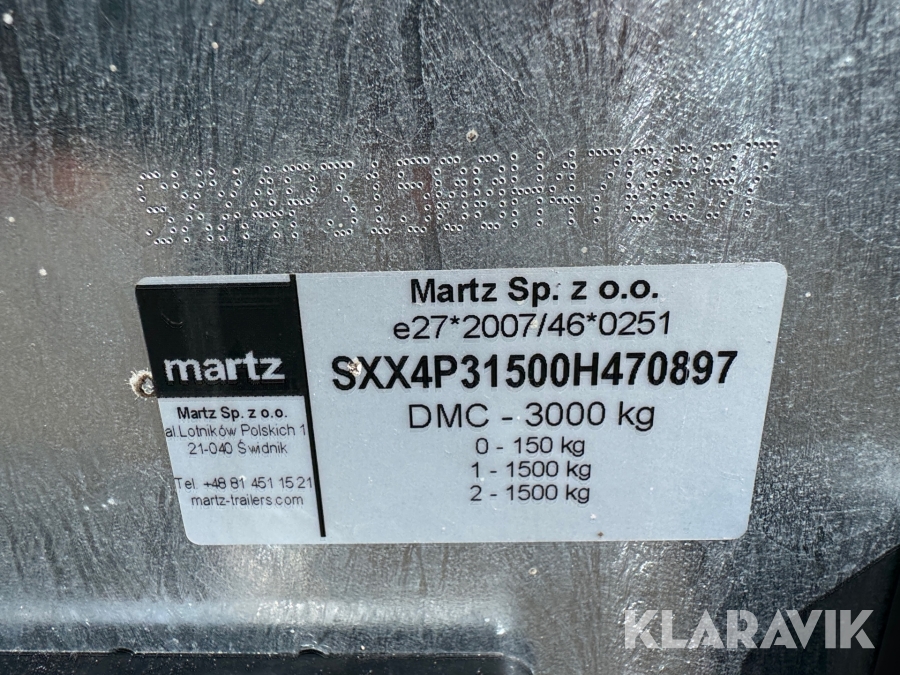 SXX4P31500H470897
Martz Sp. z o.o.
e27*2007/46*0251
SXX4P31500H470897
DMC - 3000 kg
0 - 150 kg
1 - 1500 kg
2 - 1500 kg
martz
Martz Sp. z o.o.
al.Lotników Polskich 1
21-040 Świdnik
Tel. +48 81 451 15 21
martz-trailers.com
KLARAVIK